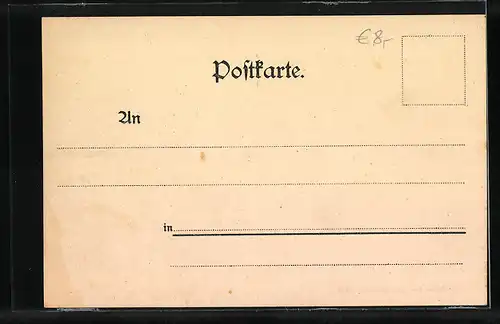 €8,-
Postkarte.
An
in